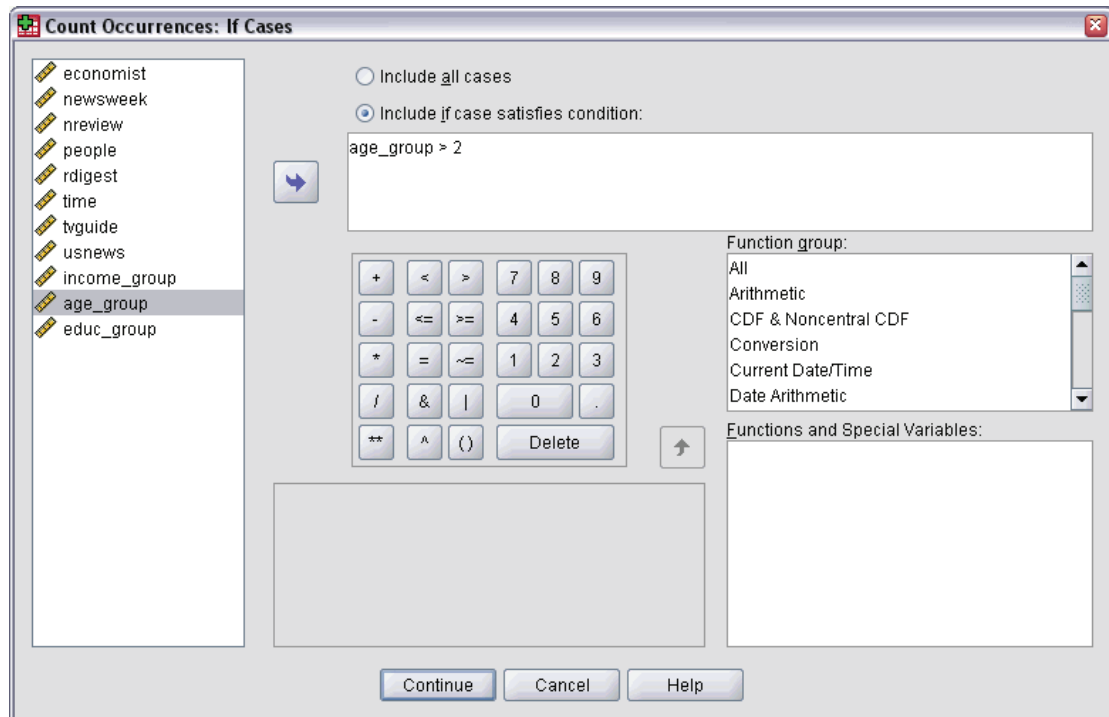 Count Occurrences: If Cases
economist
newsweek
nreview
people
rdigest
time
tvguide
usnews
income_group
age_group
educ_group
Include all cases
Include if case satisfies condition:
age_group > 2
+ < > 7 8 9
- <= >= 4 5 6
* = ~= 1 2 3
/ & | 0 .
** ^ () Delete
Function group:
All
Arithmetic
CDF & Noncentral CDF
Conversion
Current Date/Time
Date Arithmetic
Functions and Special Variables:
Continue Cancel Help